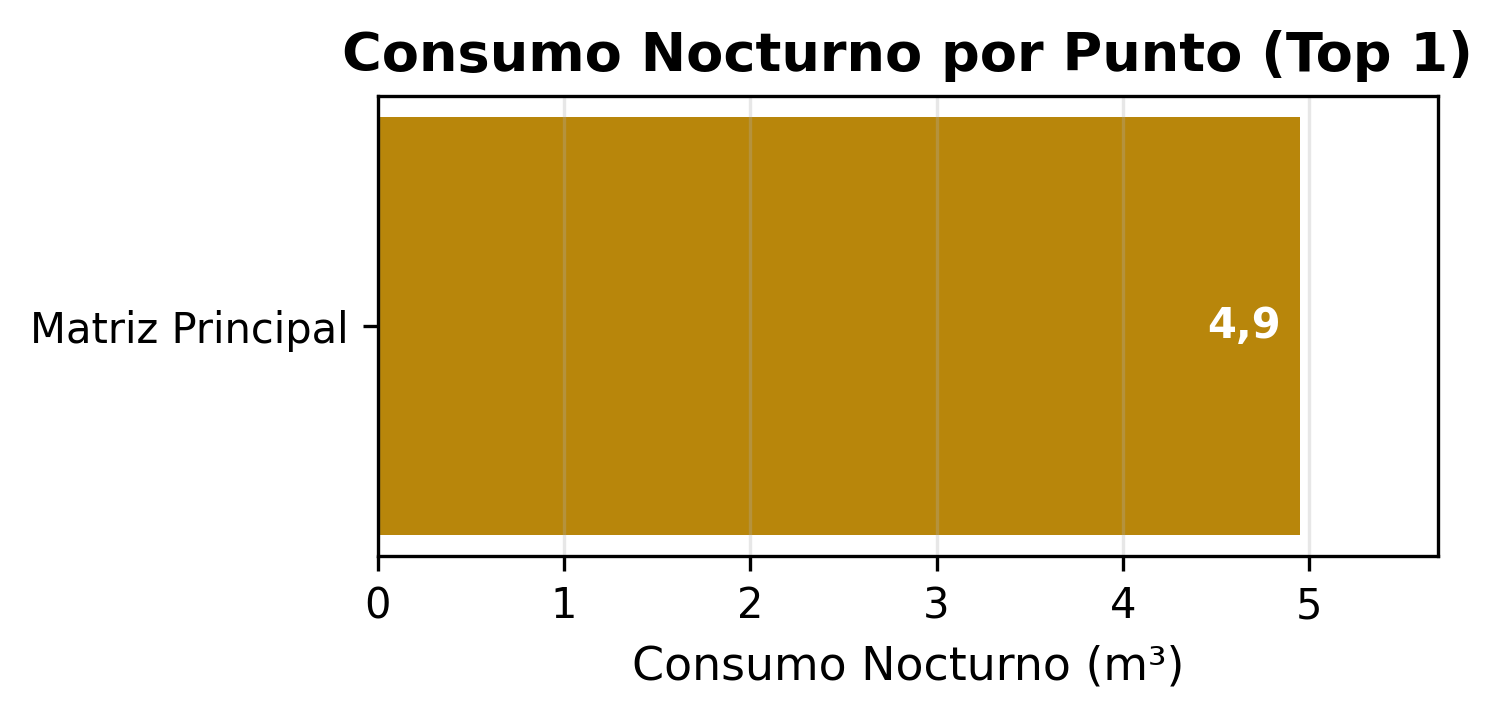 Consumo Nocturno por Punto (Top 1)
Matriz Principal
4,9
0 1 2 3 4 5
Consumo Nocturno (m³)